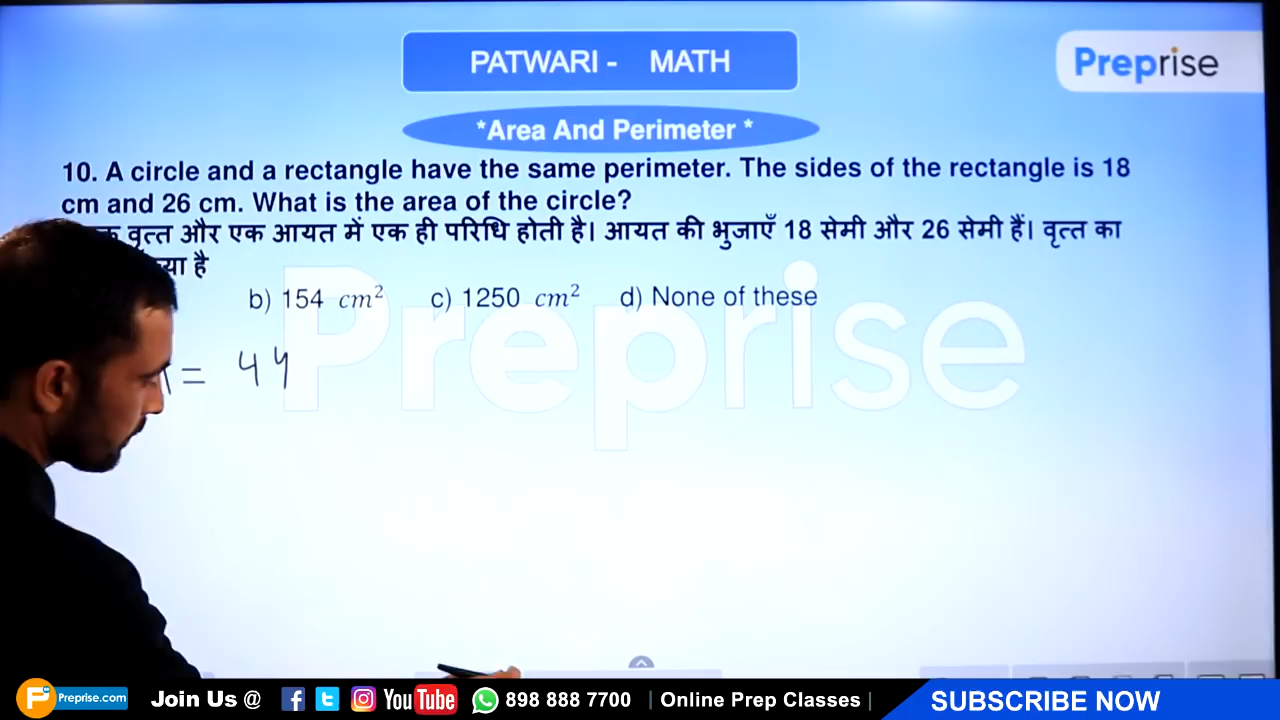 PATWARI - MATH
Preprise
*Area And Perimeter *
10. A circle and a rectangle have the same perimeter. The sides of the rectangle is 18
cm and 26 cm. What is the area of the circle?
वृत्त और एक आयत में एक ही परिधि होती है। आयत की भुजाएँ 18 सेमी और 26 सेमी हैं। वृत्त का
है
b) 154 cm² c) 1250 cm² d) None of these
= 44
Preprise
P Preprise.com Join Us @ YouTube 898 888 7700 | Online Prep Classes | SUBSCRIBE NOW